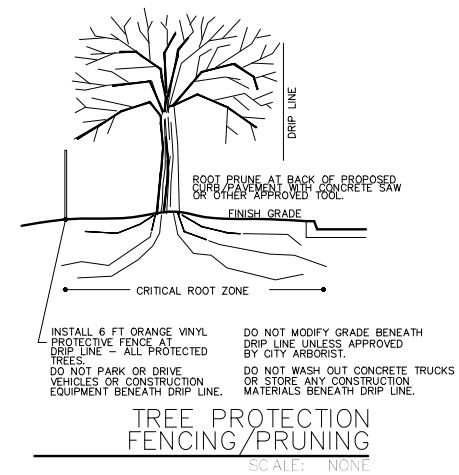 DRIP LINE
ROOT PRUNE AT BACK OF PROPOSED
CURB/PAVEMENT WITH CONCRETE SAW
OR OTHER APPROVED TOOL.
FINISH GRADE
CRITICAL ROOT ZONE
INSTALL 6 FT ORANGE VINYL
PROTECTIVE FENCE AT
DRIP LINE – ALL PROTECTED
TREES.
DO NOT PARK OR DRIVE
VEHICLES OR CONSTRUCTION
EQUIPMENT BENEATH DRIP LINE.
DO NOT MODIFY GRADE BENEATH
DRIP LINE UNLESS APPROVED
BY CITY ARBORIST.
DO NOT WASH OUT CONCRETE TRUCKS
OR STORE ANY CONSTRUCTION
MATERIALS BENEATH DRIP LINE.
TREE PROTECTION
FENCING/PRUNING
SCALE: NONE